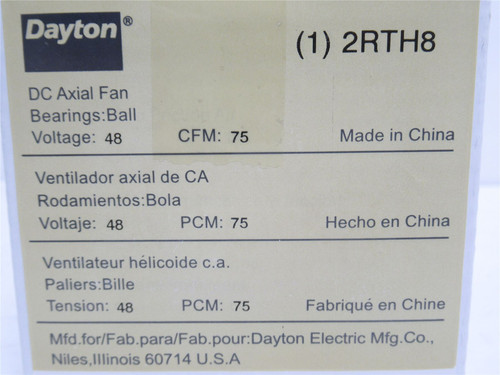 Dayton®
(1) 2RTH8
DC Axial Fan
Bearings:Ball
Voltage: 48 CFM: 75 Made in China
Ventilador axial de CA
Rodamientos:Bola
Voltaje: 48 PCM: 75 Hecho en China
Ventilateur hélicoide c.a.
Paliers:Bille
Tension: 48 PCM: 75 Fabriqué en Chine
Mfd.for/Fab.para/Fab.pour:Dayton Electric Mfg.Co.,
Niles,Illinois 60714 U.S.A